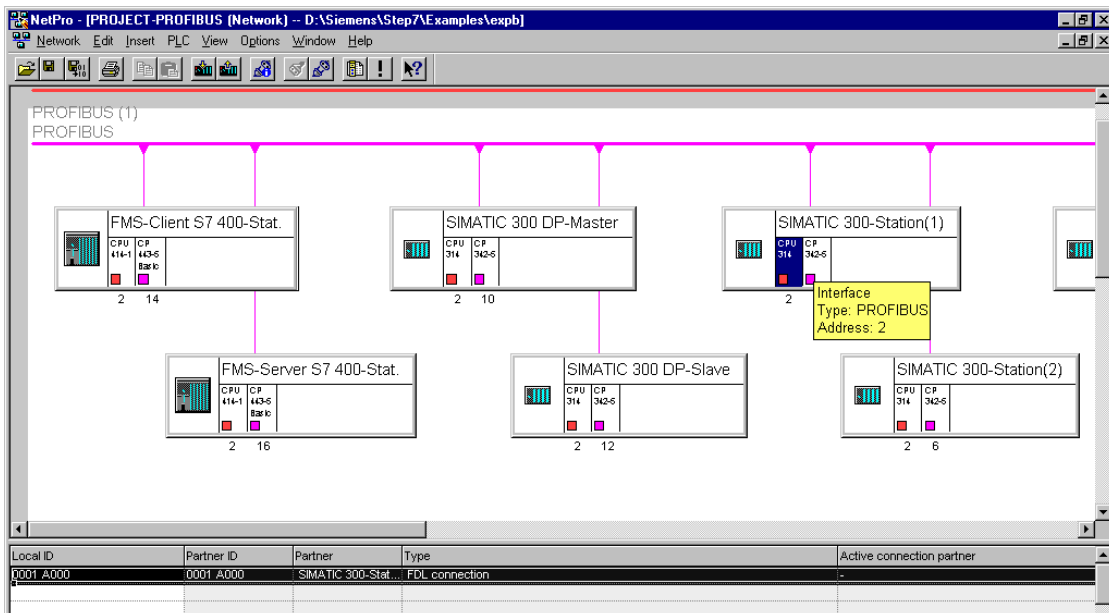 NetPro - [PROJECT-PROFIBUS (Network) -- D:\Siemens\Step7\Examples\enpb]
Network Edit Insert PLC View Options Window Help
PROFIBUS (1)
PROFIBUS
FMS-Client S7 400-Stat.
CPU CP
414-1 443-5
Basic
2 14
SIMATIC 300 DP-Master
CPU CP
314 342-5
2 10
SIMATIC 300-Station(1)
CPU CP
314 342-5
2
Interface
Type: PROFIBUS
Address: 2
FMS-Server S7 400-Stat.
CPU CP
414-1 443-5
Basic
2 16
SIMATIC 300 DP-Slave
CPU CP
314 342-5
2 12
SIMATIC 300-Station(2)
CPU CP
314 342-5
2 6
Local ID Partner ID Partner Type Active connection partner
0001 A000 0001 A000 SIMATIC 300-Stat... FDL connection -